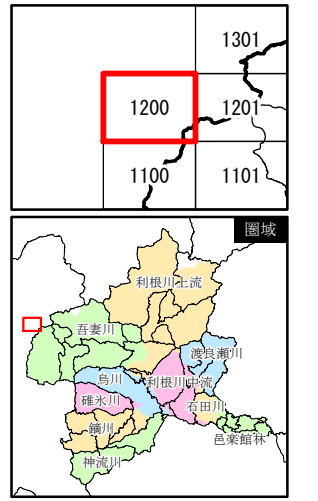 1301
1200
1201
1100
1101
圏域
利根川上流
吾妻川
渡良瀬川
烏川
利根川中流
碓氷川
石田川
鏑川
邑楽館林
神流川